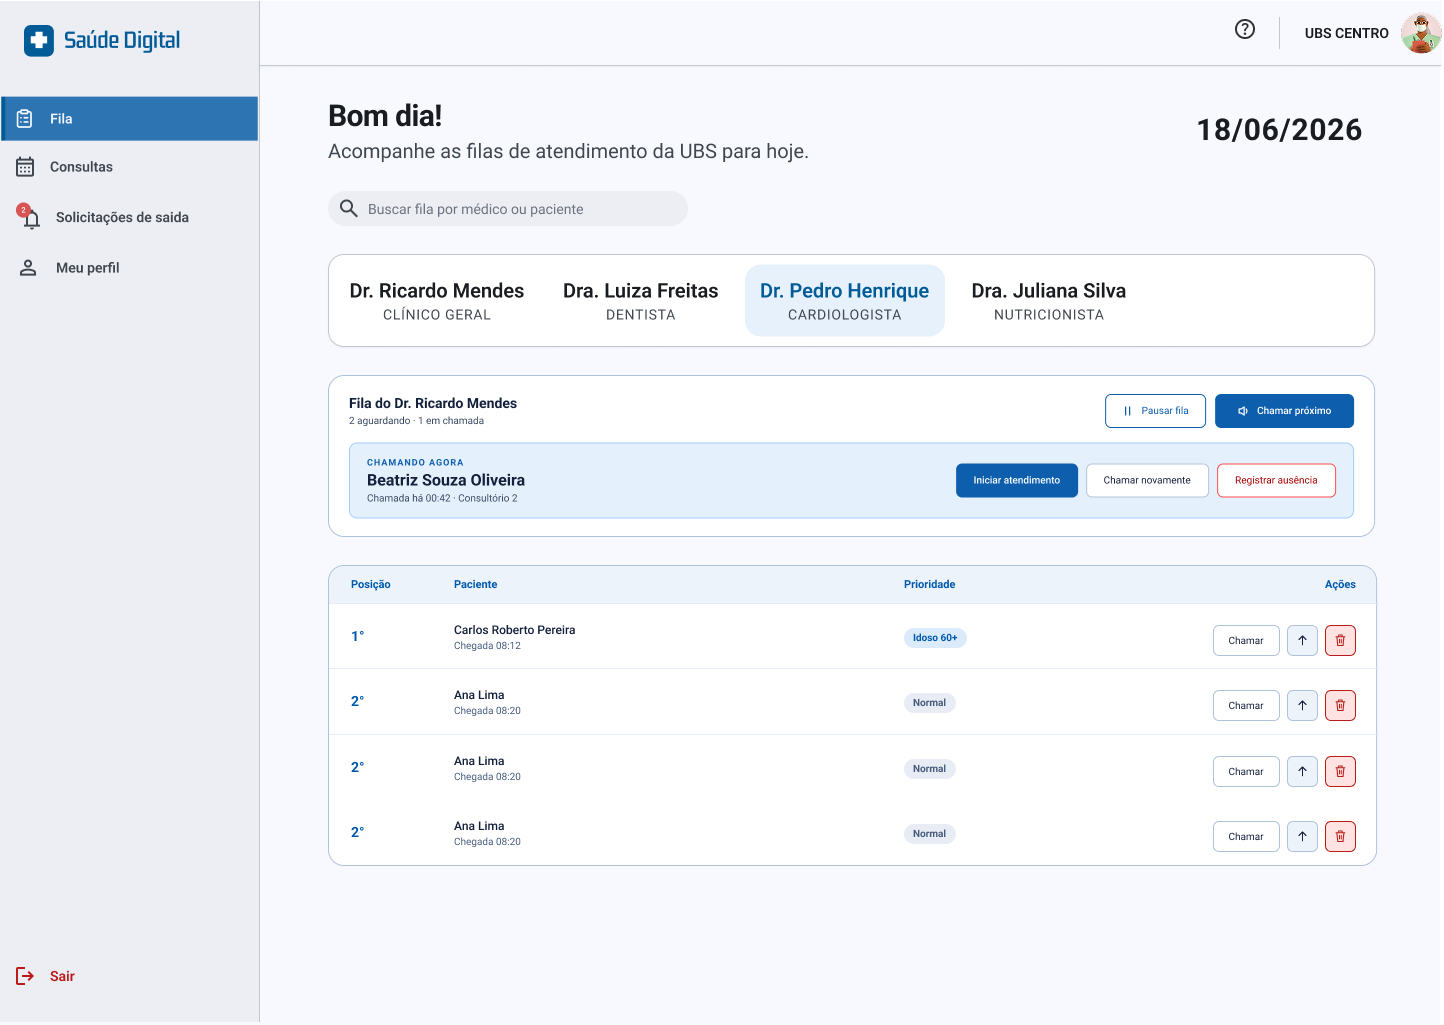 Saúde Digital
UBS CENTRO
Fila
Consultas
2
Solicitações de saida
Meu perfil
Sair
Bom dia!
18/06/2026
Acompanhe as filas de atendimento da UBS para hoje.
Buscar fila por médico ou paciente
Dr. Ricardo Mendes
CLÍNICO GERAL
Dra. Luiza Freitas
DENTISTA
Dr. Pedro Henrique
CARDIOLOGISTA
Dra. Juliana Silva
NUTRICIONISTA
Fila do Dr. Ricardo Mendes
2 aguardando · 1 em chamada
Pausar fila
Chamar próximo
CHAMANDO AGORA
Beatriz Souza Oliveira
Chamada há 00:42 · Consultório 2
Iniciar atendimento
Chamar novamente
Registrar ausência
Posição Paciente Prioridade Ações
1° Carlos Roberto Pereira Idoso 60+ Chamar
Chegada 08:12
2° Ana Lima Normal Chamar
Chegada 08:20
2° Ana Lima Normal Chamar
Chegada 08:20
2° Ana Lima Normal Chamar
Chegada 08:20